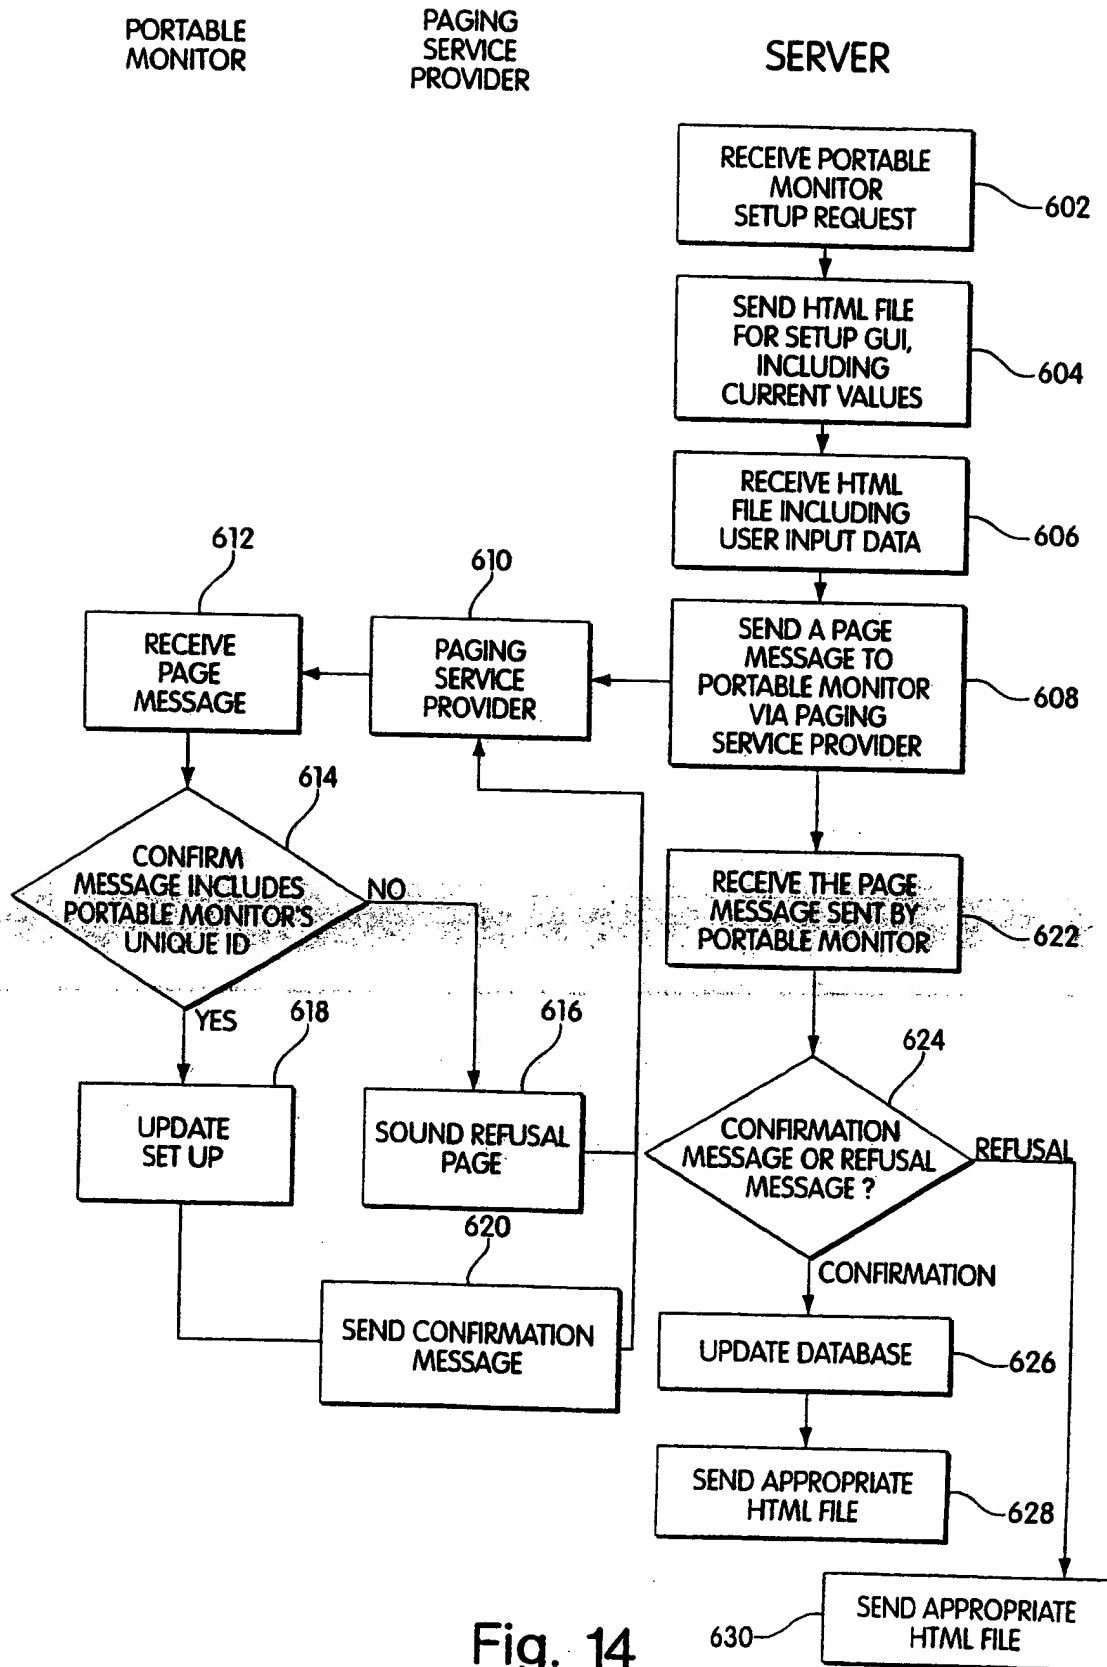 PORTABLE
MONITOR
PAGING
SERVICE
PROVIDER
SERVER
RECEIVE PORTABLE
MONITOR
SETUP REQUEST
602
SEND HTML FILE
FOR SETUP GUI,
INCLUDING
CURRENT VALUES
604
RECEIVE HTML
FILE INCLUDING
USER INPUT DATA
606
612
610
RECEIVE
PAGE
MESSAGE
PAGING
SERVICE
PROVIDER
SEND A PAGE
MESSAGE TO
PORTABLE MONITOR
VIA PAGING
SERVICE PROVIDER
608
614
CONFIRM
MESSAGE INCLUDES
PORTABLE MONITOR'S
UNIQUE ID
NO
YES
RECEIVE THE PAGE
MESSAGE SENT BY
PORTABLE MONITOR
622
618
616
624
UPDATE
SET UP
SOUND REFUSAL
PAGE
CONFIRMATION
MESSAGE OR REFUSAL
MESSAGE ?
REFUSAL
620
CONFIRMATION
SEND CONFIRMATION
MESSAGE
UPDATE DATABASE
626
SEND APPROPRIATE
HTML FILE
628
SEND APPROPRIATE
HTML FILE
630
Fig. 14